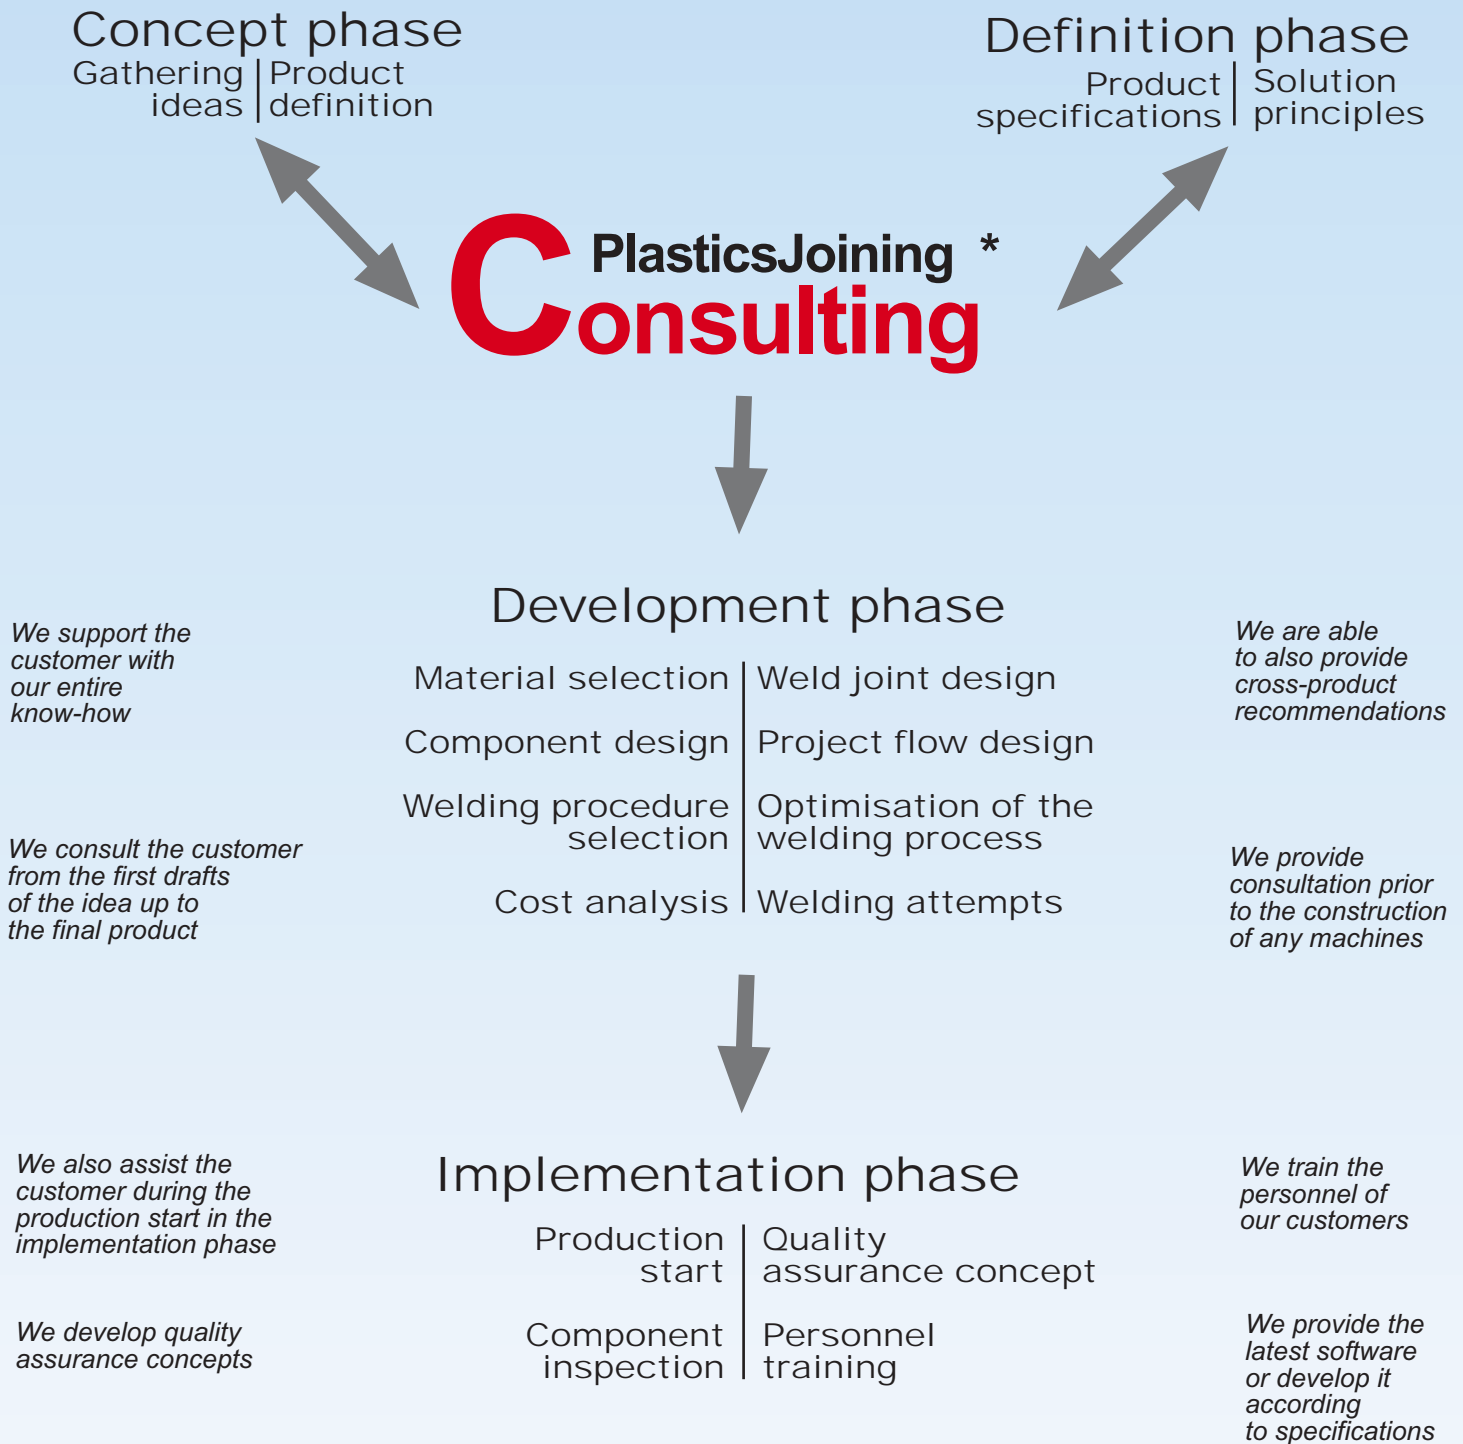 Concept phase
Gathering ideas
Product definition
Definition phase
Product specifications
Solution principles
PlasticsJoining *
Consulting
Development phase
We support the
customer with
our entire
know-how
Material selection
Weld joint design
We are able
to also provide
cross-product
recommendations
Component design
Project flow design
Welding procedure
selection
Optimisation of the
welding process
We consult the customer
from the first drafts
of the idea up to
the final product
Cost analysis
Welding attempts
We provide
consultation prior
to the construction
of any machines
Implementation phase
We also assist the
customer during the
production start in the
implementation phase
Production
start
Quality
assurance concept
We train the
personnel of
our customers
We develop quality
assurance concepts
Component
inspection
Personnel
training
We provide the
latest software
or develop it
according
to specifications